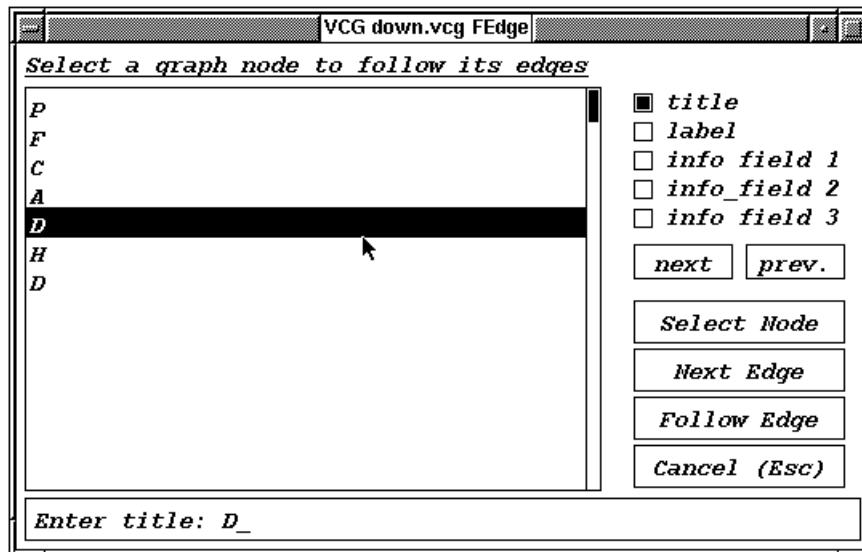 VCG down.vcg FEdge
Select a graph node to follow its edges
P
F
C
A
D
H
D
title
label
info field 1
info_field 2
info field 3
next prev.
Select Node
Next Edge
Follow Edge
Cancel (Esc)
Enter title: D_